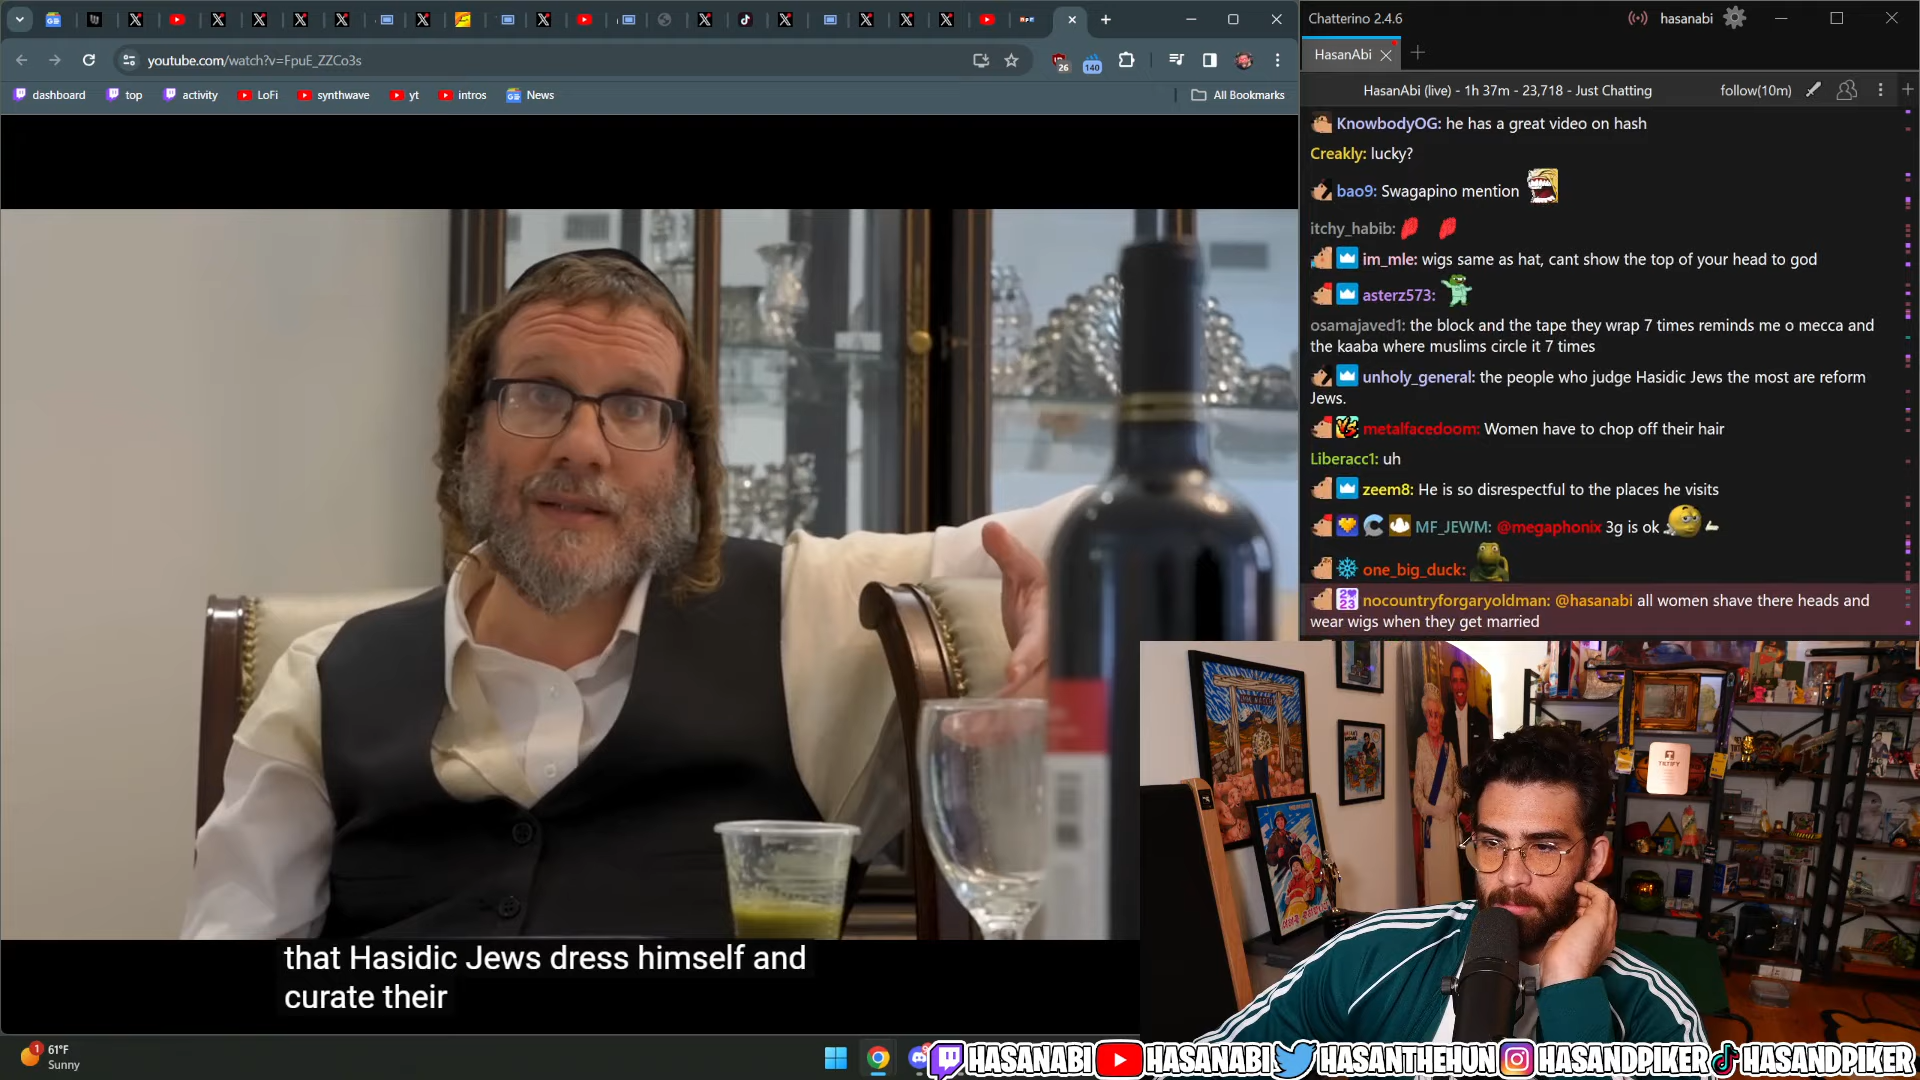 youtube.com/watch?v=FpuE_ZZCo3s
26
140
dashboard
top
activity
LoFi
synthwave
yt
intros
News
All Bookmarks
that Hasidic Jews dress himself and
curate their
1
61°F
Sunny
Chatterino 2.4.6
hasanabi
HasanAbi
HasanAbi (live) - 1h 37m - 23,718 - Just Chatting
follow(10m)
KnowbodyOG: he has a great video on hash
Creakly: lucky?
bao9: Swagapino mention
itchy_habib:
im_mle: wigs same as hat, cant show the top of your head to god
asterz573:
osamajaved1: the block and the tape they wrap 7 times reminds me o mecca and
the kaaba where muslims circle it 7 times
unholy_general: the people who judge Hasidic Jews the most are reform
Jews.
metalfacedoom: Women have to chop off their hair
Liberacc1: uh
zeem8: He is so disrespectful to the places he visits
MF_JEWM: @megaphonix 3g is ok
one_big_duck:
nocountryforgaryoldman: @hasanabi all women shave there heads and
wear wigs when they get married
HASANABI HASANABI HASANTHEHUN HASANDPIKER HASANDPIKER